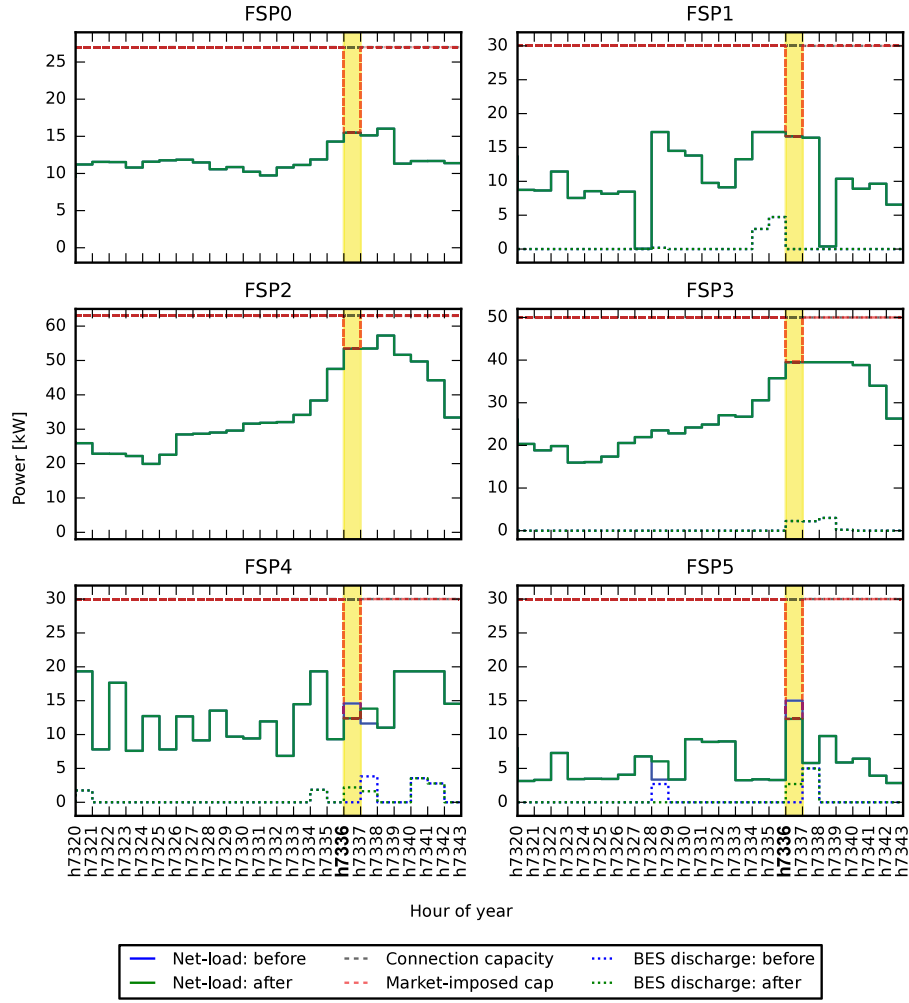 FSP0
FSP1
25
20
15
10
5
0
30
25
20
15
10
5
0
FSP2
FSP3
Power [kW]
60
50
40
30
20
10
0
50
40
30
20
10
0
FSP4
FSP5
30
25
20
15
10
5
0
30
25
20
15
10
5
0
h7320
h7321
h7322
h7323
h7324
h7325
h7326
h7327
h7328
h7329
h7330
h7331
h7332
h7333
h7334
h7335
h7336
h7337
h7338
h7339
h7340
h7341
h7342
h7343
h7320
h7321
h7322
h7323
h7324
h7325
h7326
h7327
h7328
h7329
h7330
h7331
h7332
h7333
h7334
h7335
h7336
h7337
h7338
h7339
h7340
h7341
h7342
h7343
Hour of year
Net-load: before
Connection capacity
BES discharge: before
Net-load: after
Market-imposed cap
BES discharge: after